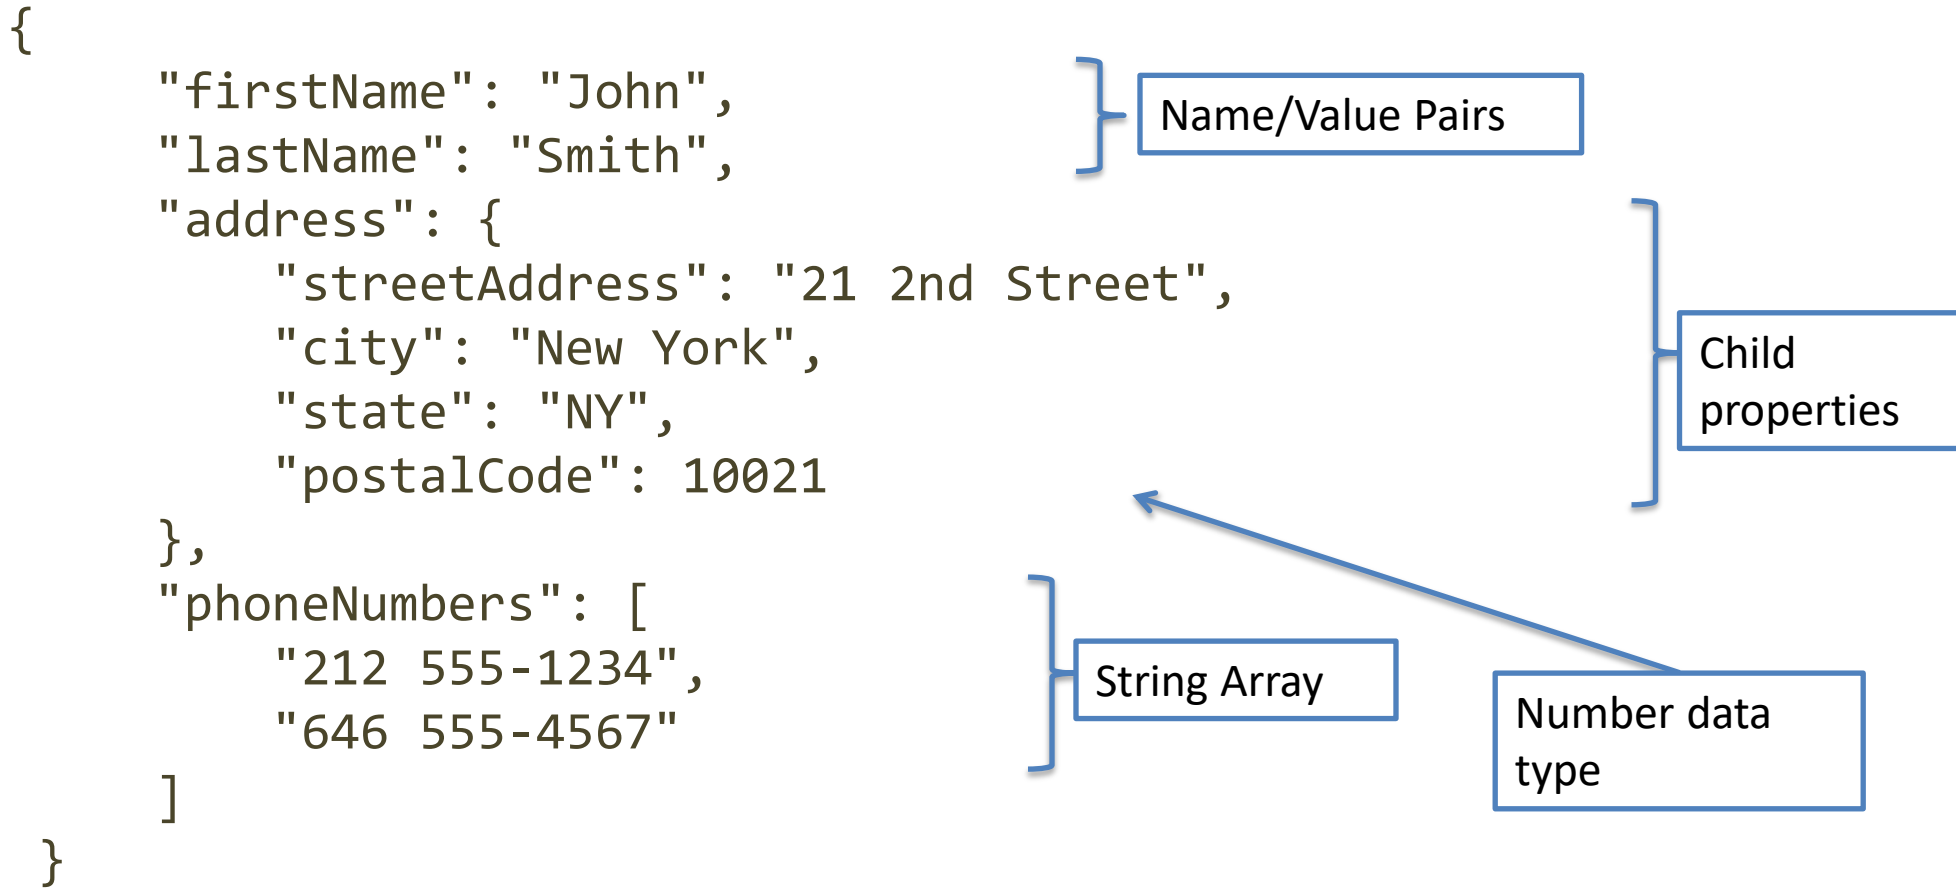 {
"firstName": "John",
"lastName": "Smith",
"address": {
"streetAddress": "21 2nd Street",
"city": "New York",
"state": "NY",
"postalCode": 10021
},
"phoneNumbers": [
"212 555-1234",
"646 555-4567"
]
}
Name/Value Pairs
Child
properties
String Array
Number data
type